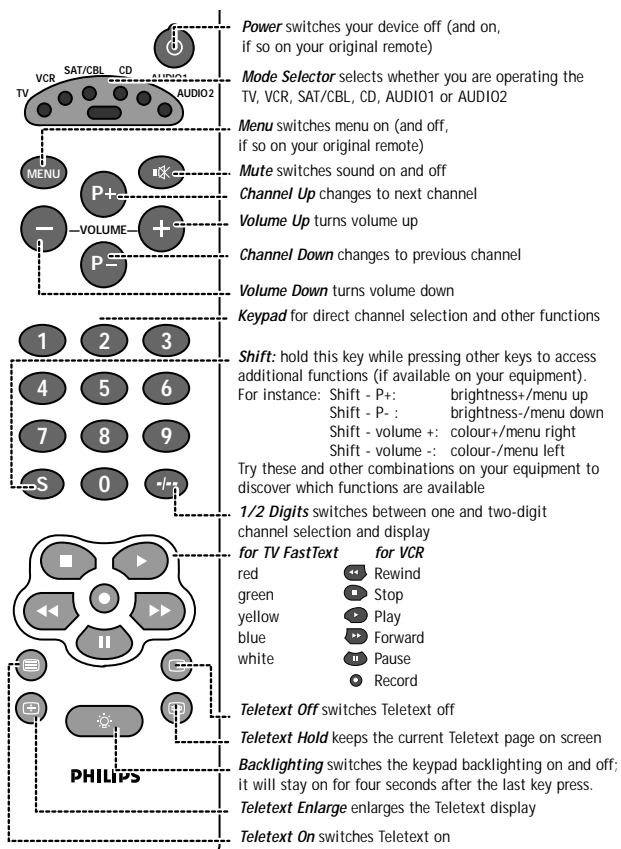 Power switches your device off (and on,
if so on your original remote)
VCR SAT/CBL CD AUDIO1
TV AUDIO2
Mode Selector selects whether you are operating the
TV, VCR, SAT/CBL, CD, AUDIO1 or AUDIO2
Menu switches menu on (and off,
if so on your original remote)
MENU
Mute switches sound on and off
P+
Channel Up changes to next channel
– VOLUME +
Volume Up turns volume up
P–
Channel Down changes to previous channel
Volume Down turns volume down
Keypad for direct channel selection and other functions
1 2 3
4 5 6
7 8 9
S 0 -/--
Shift: hold this key while pressing other keys to access
additional functions (if available on your equipment).
For instance: Shift - P+: brightness+/menu up
Shift - P- : brightness-/menu down
Shift - volume +: colour+/menu right
Shift - volume -: colour-/menu left
Try these and other combinations on your equipment to
discover which functions are available
1/2 Digits switches between one and two-digit
channel selection and display
for TV FastText for VCR
red Rewind
green Stop
yellow Play
blue Forward
white Pause
Record
Teletext Off switches Teletext off
Teletext Hold keeps the current Teletext page on screen
Backlighting switches the keypad backlighting on and off;
it will stay on for four seconds after the last key press.
PHILIPS
Teletext Enlarge enlarges the Teletext display
Teletext On switches Teletext on